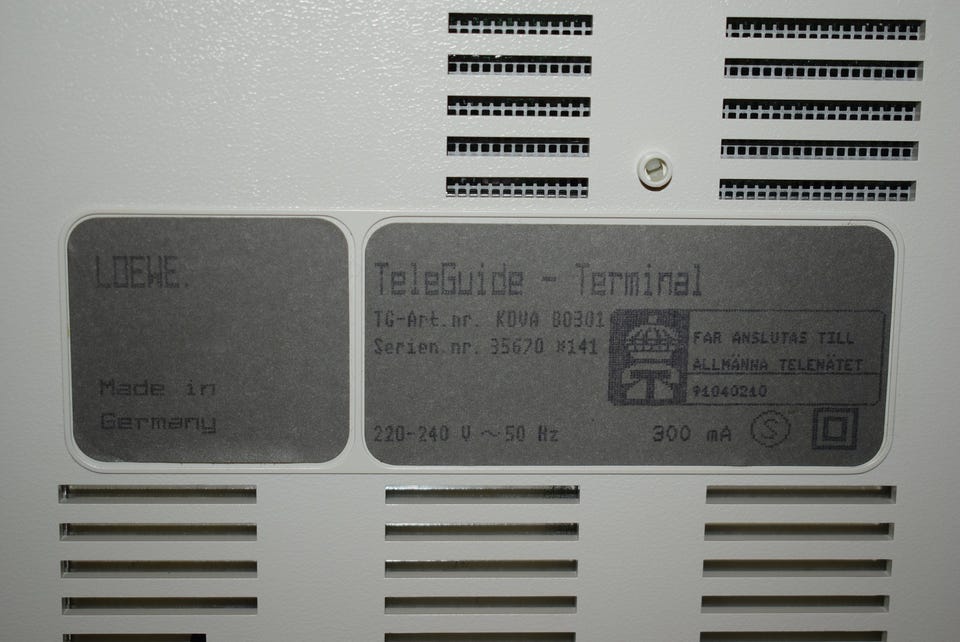 LOEWE.
Made in
Germany
TeleGuide - Terminal
TG-Art.nr. KDVA 80301
Serien nr. 35670 *141
FÅR ANSLUTAS TILL
ALLMÄNNA TELENÄTET
91040210
220-240 V ~ 50 Hz
300 mA
S